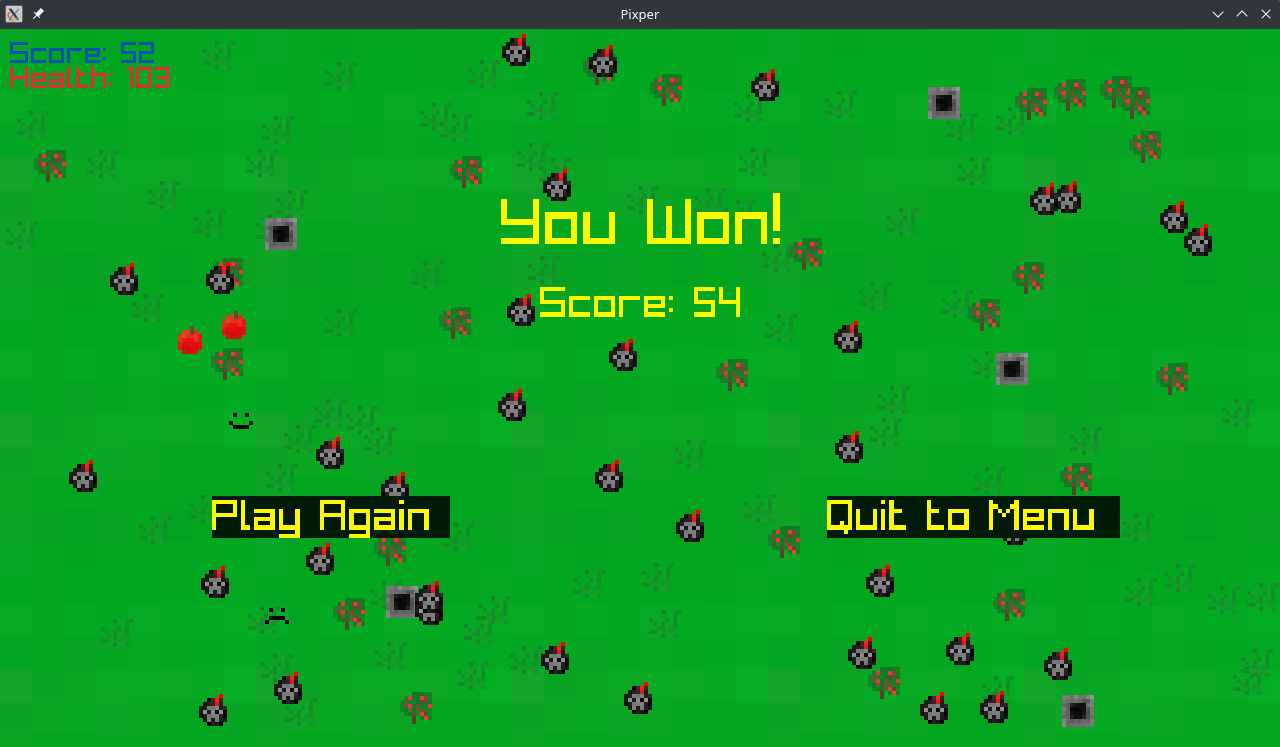 Pixper
Score: 52
Health: 103
You Won!
Score: 54
Play Again
Quit to Menu